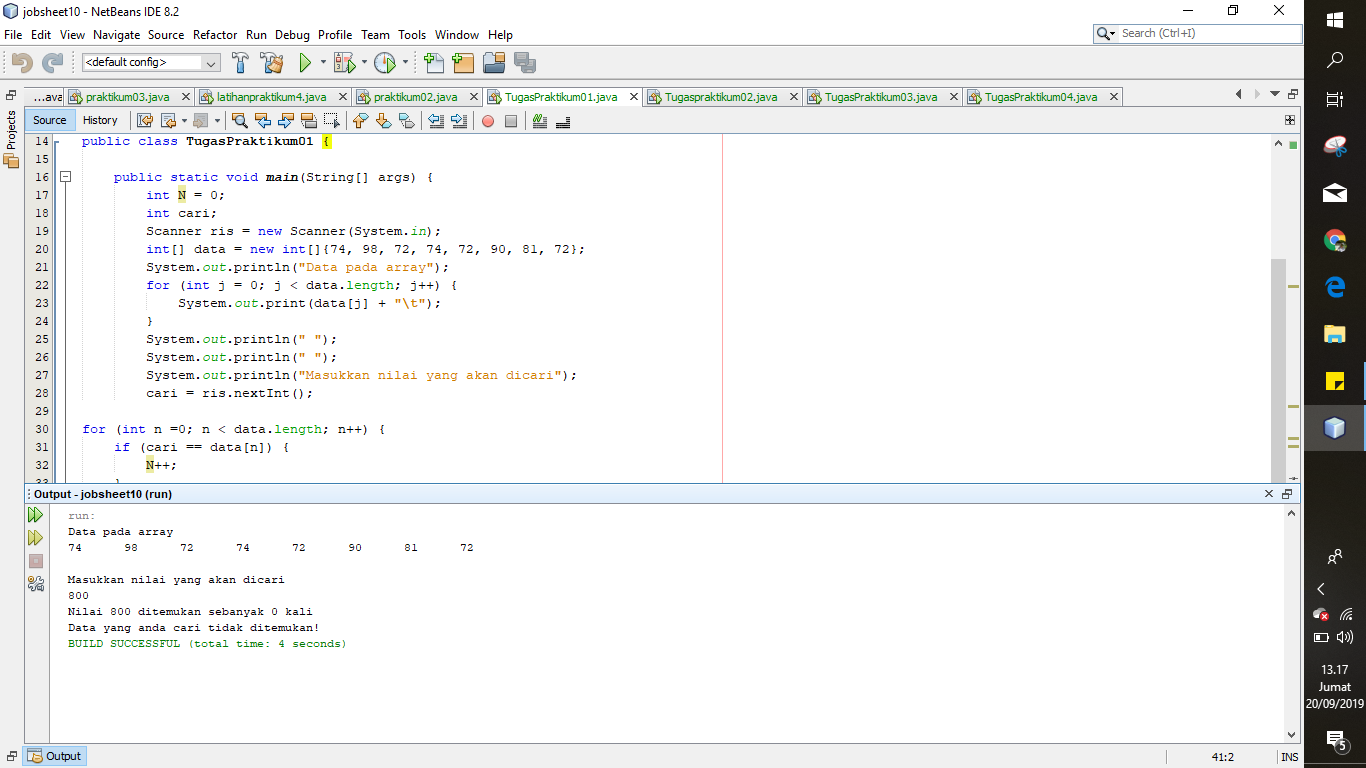 jobsheet10 - NetBeans IDE 8.2
File Edit View Navigate Source Refactor Run Debug Profile Team Tools Window Help
Search (Ctrl+I)
<default config>
...ava praktikum03.java latihanpraktikum4.java praktikum02.java TugasPraktikum01.java Tugaspraktikum02.java TugasPraktikum03.java TugasPraktikum04.java
Projects
Source History
14 public class TugasPraktikum01 {
15
16 public static void main(String[] args) {
17 int N = 0;
18 int cari;
19 Scanner ris = new Scanner(System.in);
20 int[] data = new int[]{74, 98, 72, 74, 72, 90, 81, 72};
21 System.out.println("Data pada array");
22 for (int j = 0; j < data.length; j++) {
23 System.out.print(data[j] + "\t");
24 }
25 System.out.println(" ");
26 System.out.println(" ");
27 System.out.println("Masukkan nilai yang akan dicari");
28 cari = ris.nextInt();
29
30 for (int n =0; n < data.length; n++) {
31 if (cari == data[n]) {
32 N++;
33 }
Output - jobsheet10 (run)
run:
Data pada array
74 98 72 74 72 90 81 72
Masukkan nilai yang akan dicari
800
Nilai 800 ditemukan sebanyak 0 kali
Data yang anda cari tidak ditemukan!
BUILD SUCCESSFUL (total time: 4 seconds)
Output
41:2 INS
13.17
Jumat
20/09/2019
5